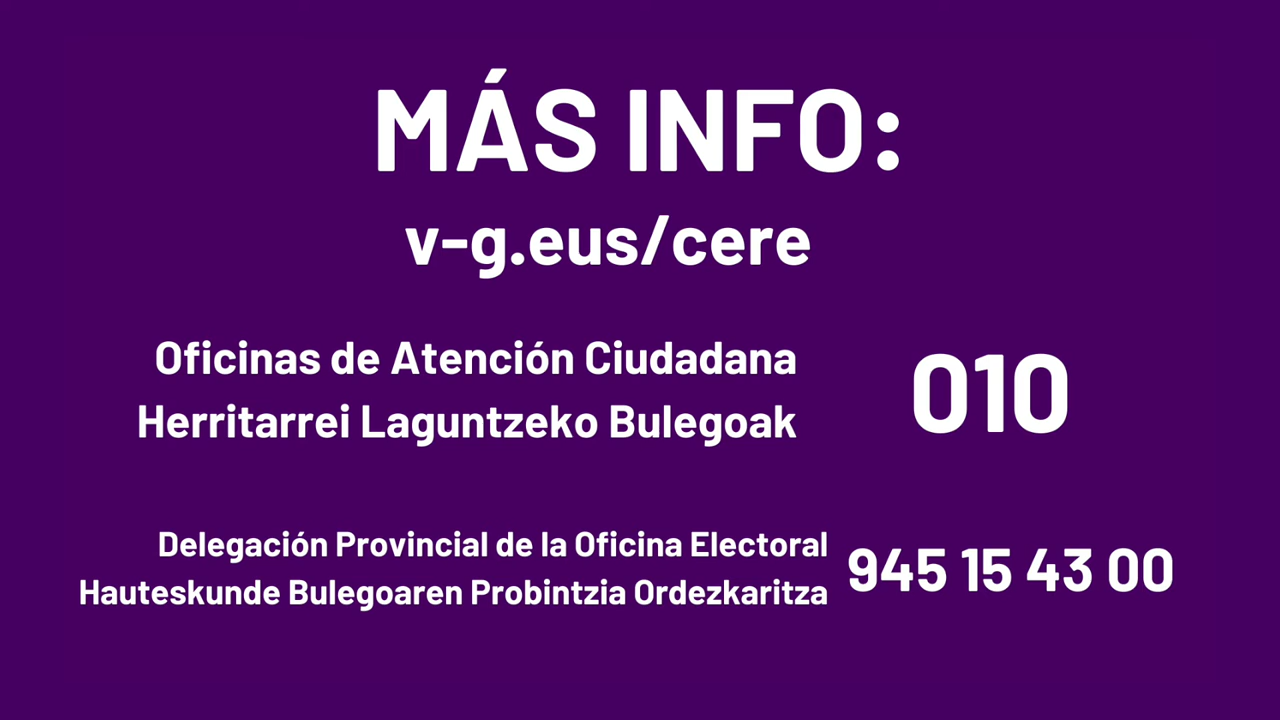 MÁS INFO:
v-g.eus/cere
Oficinas de Atención Ciudadana
Herritarrei Laguntzeko Bulegoak
010
Delegación Provincial de la Oficina Electoral
Hauteskunde Bulegoaren Probintzia Ordezkaritza
945 15 43 00